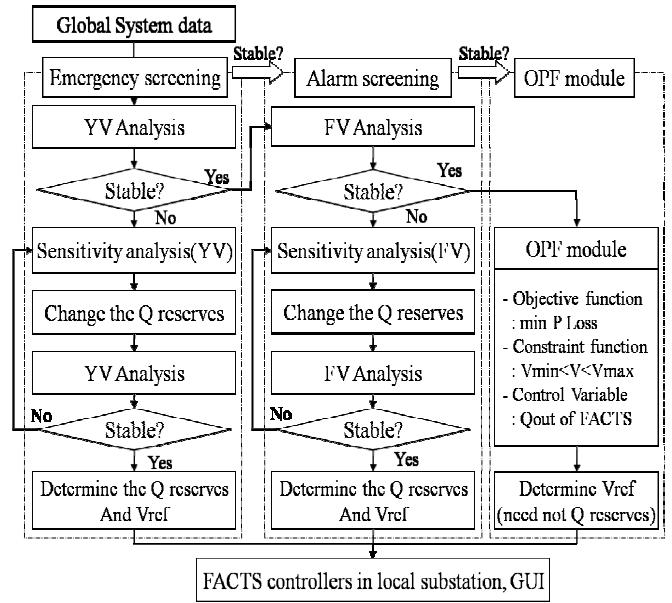 Global System data
Stable?
Stable?
Emergency screening
Alarm screening
OPF module
YV Analysis
Stable?
Yes
No
Sensitivity analysis(YV)
Change the Q reserves
YV Analysis
Stable?
No
Yes
Determine the Q reserves
And Vref
FV Analysis
Stable?
Yes
No
Sensitivity analysis(FV)
Change the Q reserves
FV Analysis
Stable?
No
Yes
Determine the Q reserves
And Vref
OPF module
- Objective function
: min P Loss
- Constraint function
: Vmin<V<Vmax
- Control Variable
: Qout of FACTS
Determine Vref
(need not Q reserves)
FACTS controllers in local substation, GUI